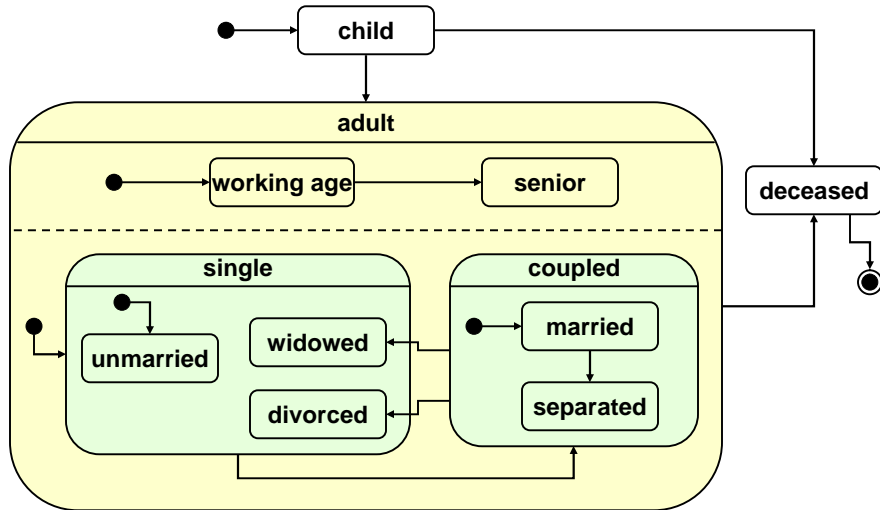 child
adult
working age
senior
deceased
single
coupled
unmarried
widowed
married
divorced
separated